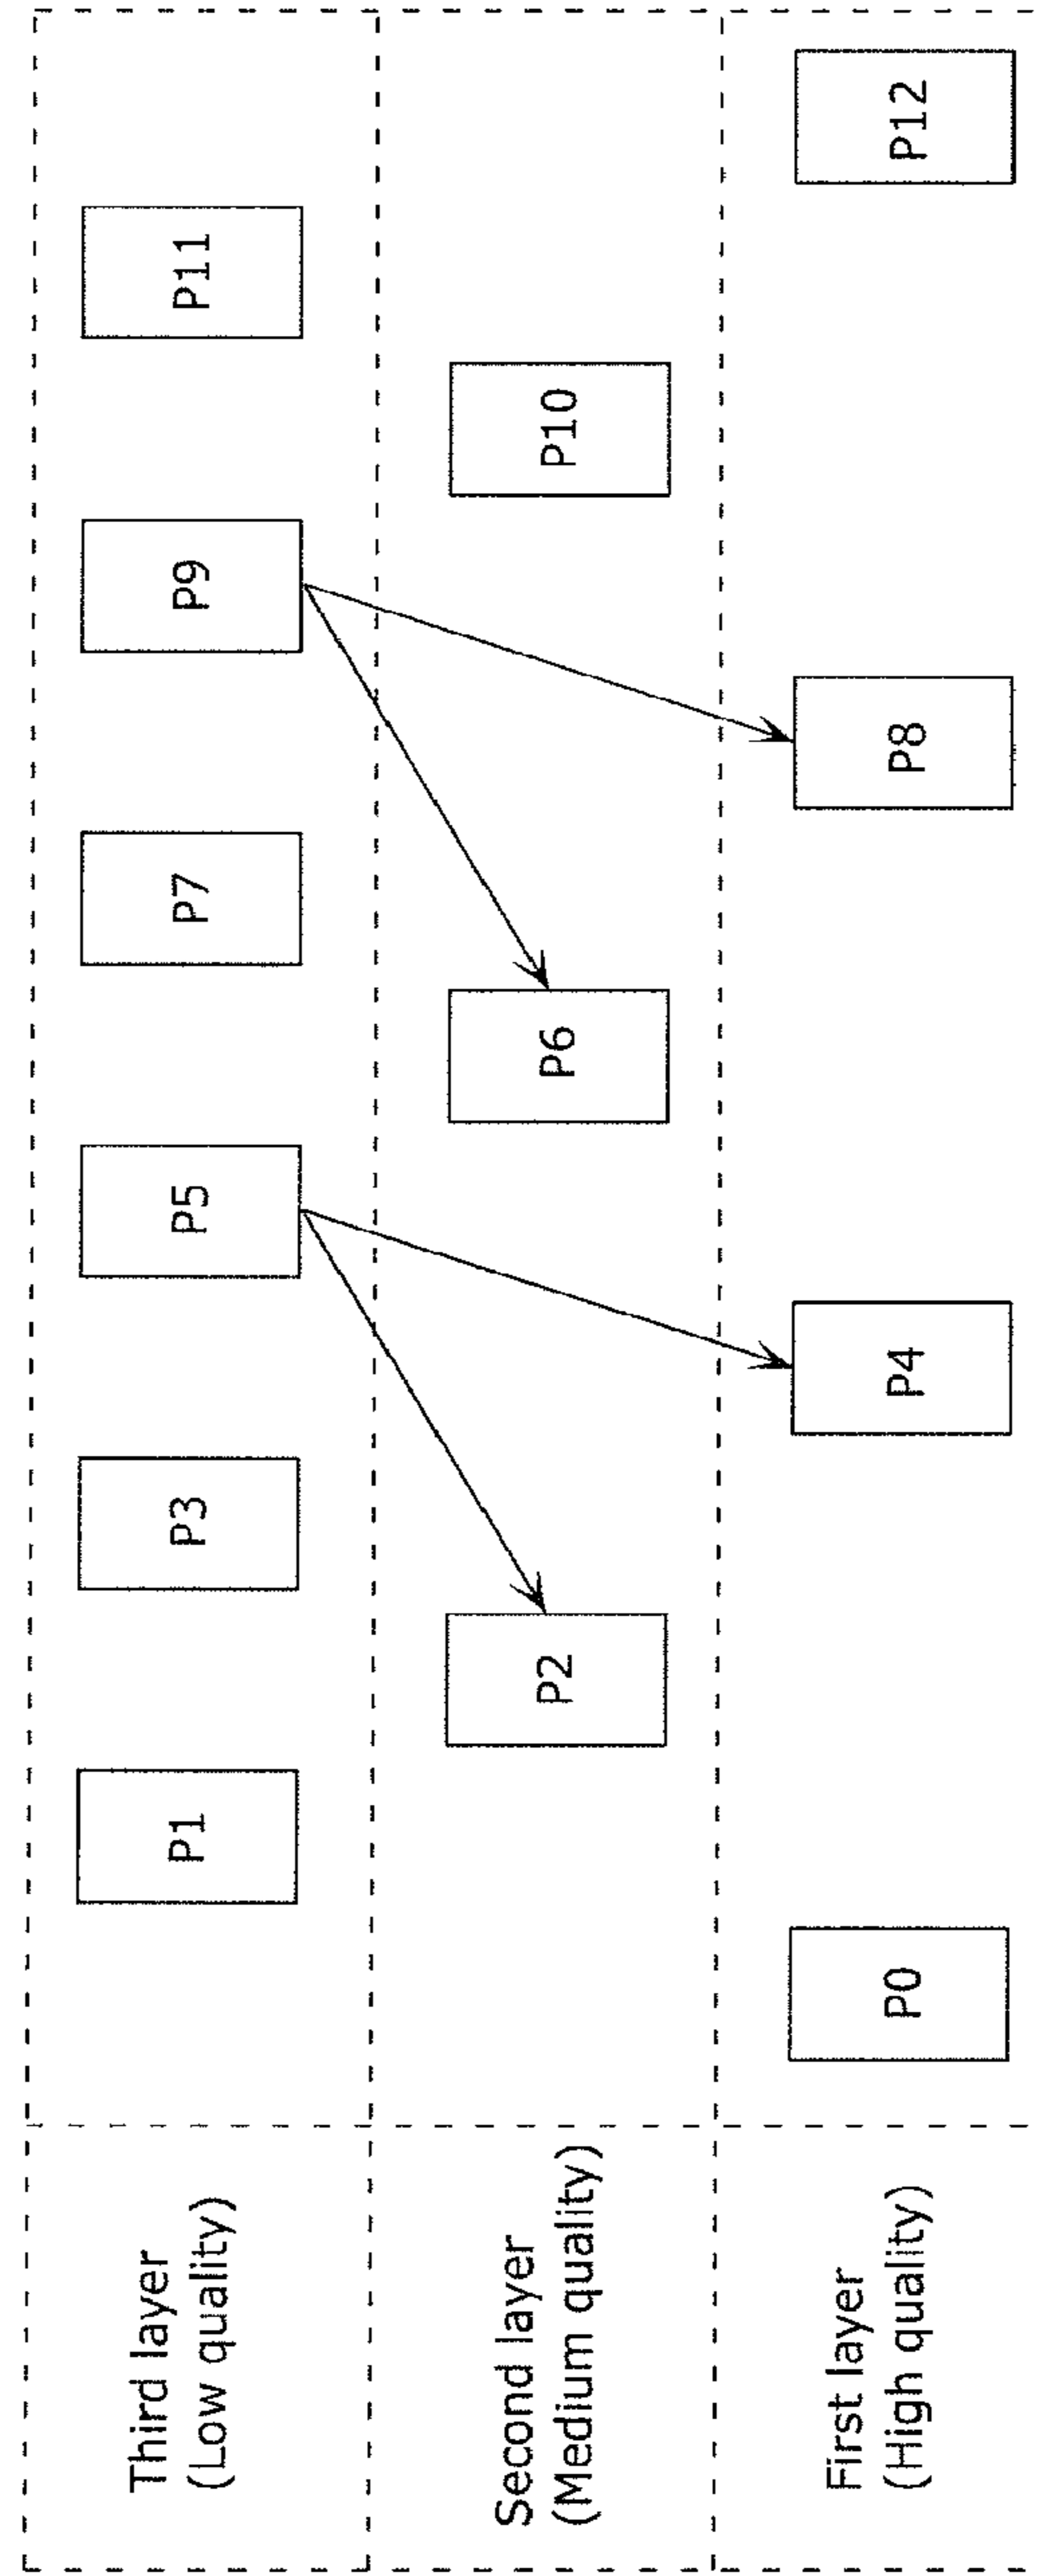 Third layer
(Low quality)
P1
P3
P5
P7
P9
P11
Second layer
(Medium quality)
P2
P6
P10
First layer
(High quality)
P0
P4
P8
P12